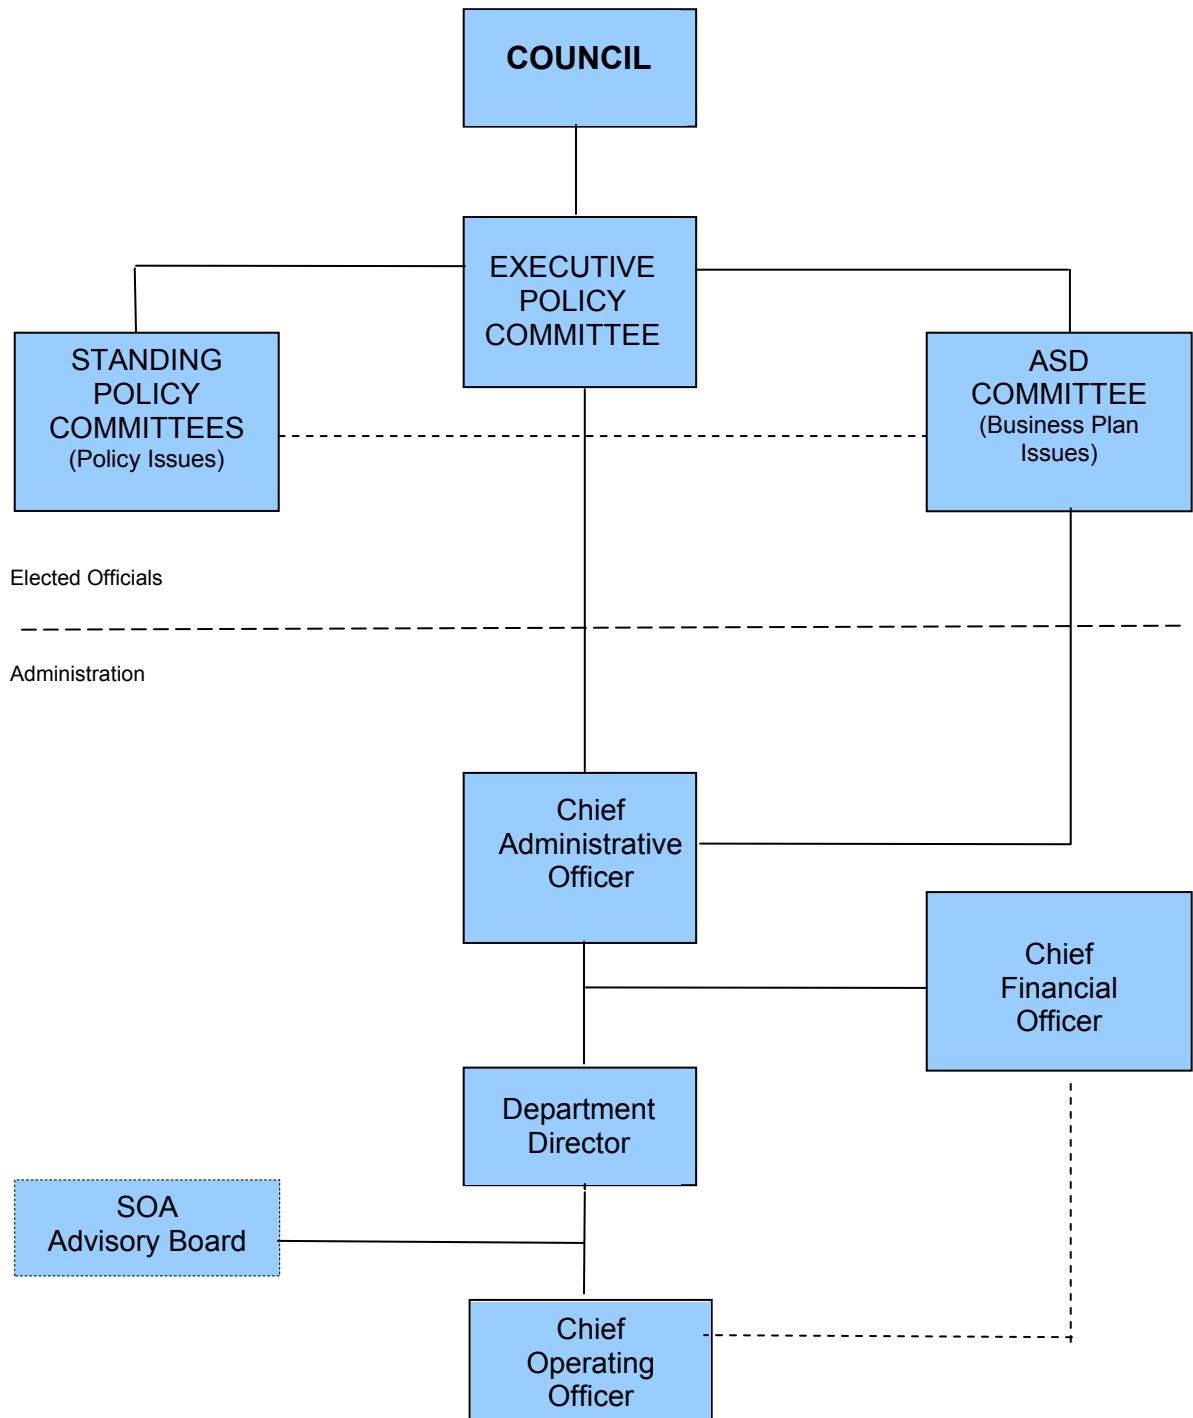 COUNCIL
EXECUTIVE
POLICY
COMMITTEE
STANDING
POLICY
COMMITTEES
(Policy Issues)
ASD
COMMITTEE
(Business Plan
Issues)
Elected Officials
Administration
Chief
Administrative
Officer
Chief
Financial
Officer
Department
Director
SOA
Advisory Board
Chief
Operating
Officer